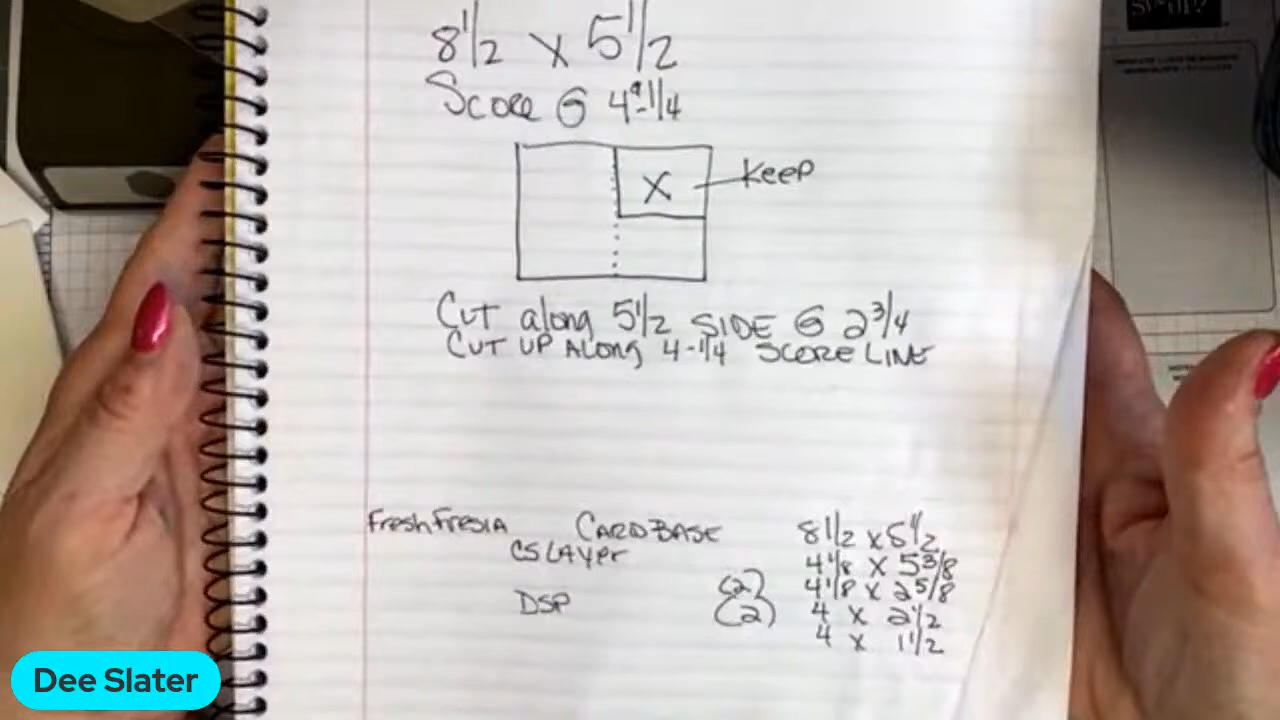 8 1/2 x 5 1/2
Score @ 4-1/4
X Keep
Cut along 5 1/2 SIDE @ 2 3/4
CUT UP ALONG 4-1/4 SCORE LINE
FRESH FRESIA CARD BASE 8 1/2 x 5 1/2
CS LAYER 4 1/8 x 5 3/8
(2) 4 1/8 x 2 5/8
DSP (2) 4 x 2 1/2
4 x 1 1/2
Dee Slater